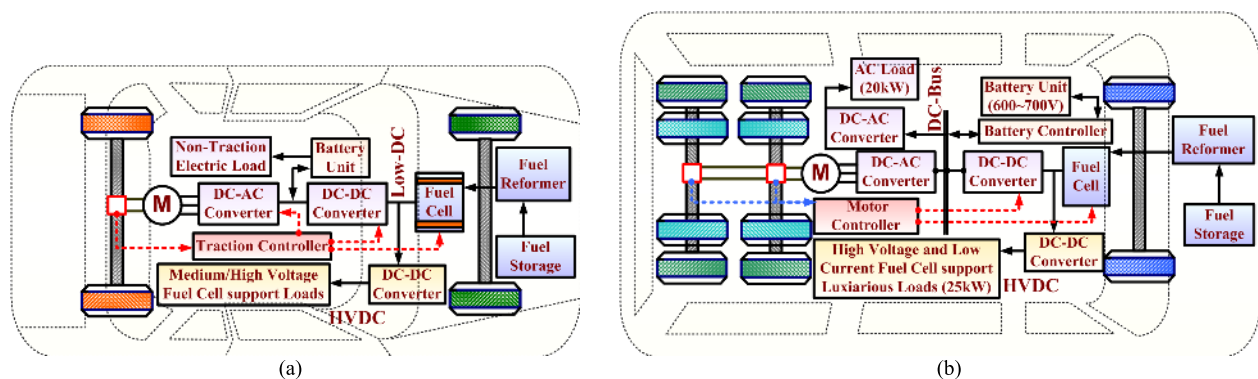 Non-Traction
Electric Load
Battery
Unit
Low-DC
M
DC-AC
Converter
DC-DC
Converter
Fuel
Cell
Fuel
Reformer
Fuel
Storage
Traction Controller
Medium/High Voltage
Fuel Cell support Loads
DC-DC
Converter
HVDC
(a)
AC Load
(20kW)
DC-Bus
Battery Unit
(600~700V)
DC-AC
Converter
Battery Controller
M
DC-AC
Converter
DC-DC
Converter
Fuel
Cell
Fuel
Reformer
Fuel
Storage
Motor
Controller
High Voltage and Low
Current Fuel Cell support
Luxiarious Loads (25kW)
DC-DC
Converter
HVDC
(b)